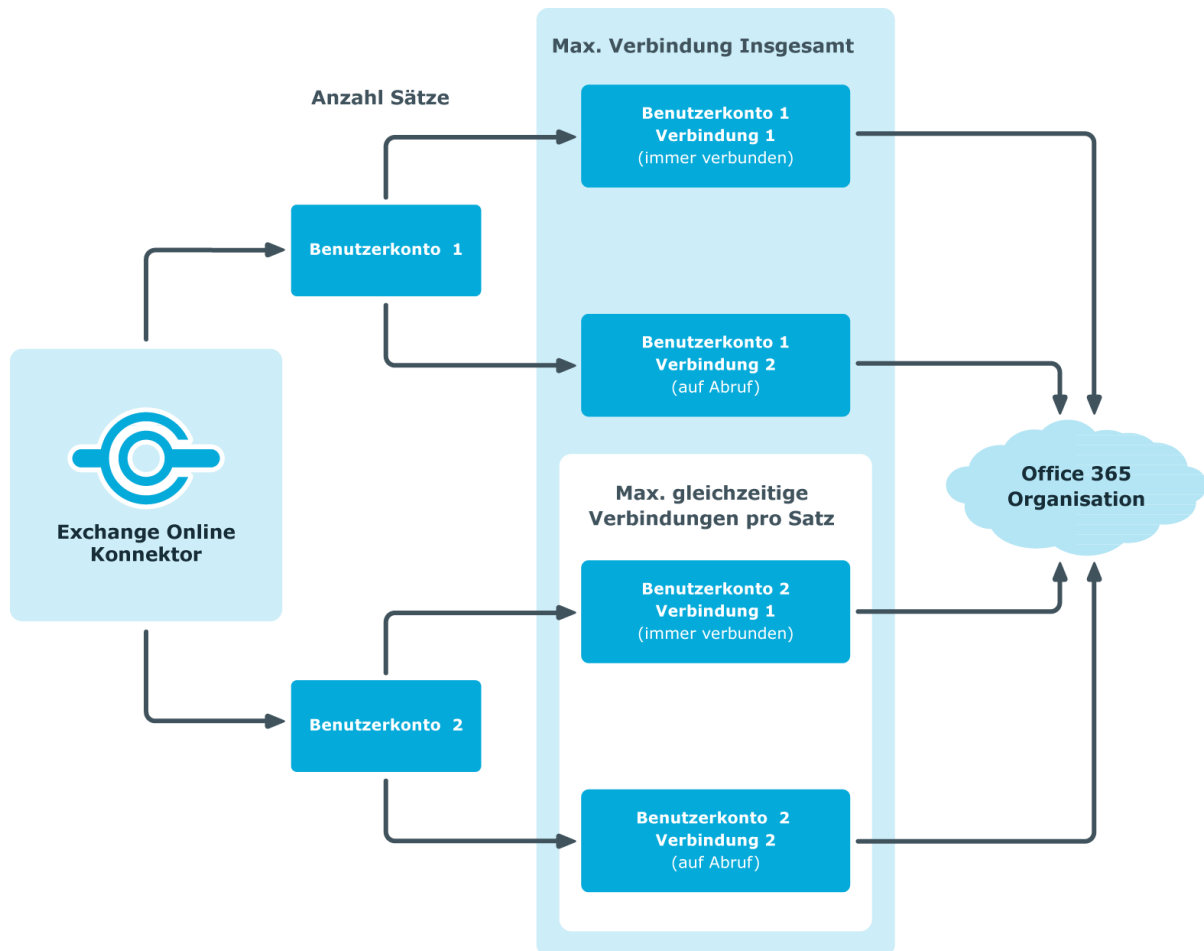 Max. Verbindung Insgesamt
Anzahl Sätze
Benutzerkonto 1
Verbindung 1
(immer verbunden)
Benutzerkonto 1
Benutzerkonto 1
Verbindung 2
(auf Abruf)
Exchange Online
Konnektor
Office 365
Organisation
Max. gleichzeitige
Verbindungen pro Satz
Benutzerkonto 2
Verbindung 1
(immer verbunden)
Benutzerkonto 2
Benutzerkonto 2
Verbindung 2
(auf Abruf)